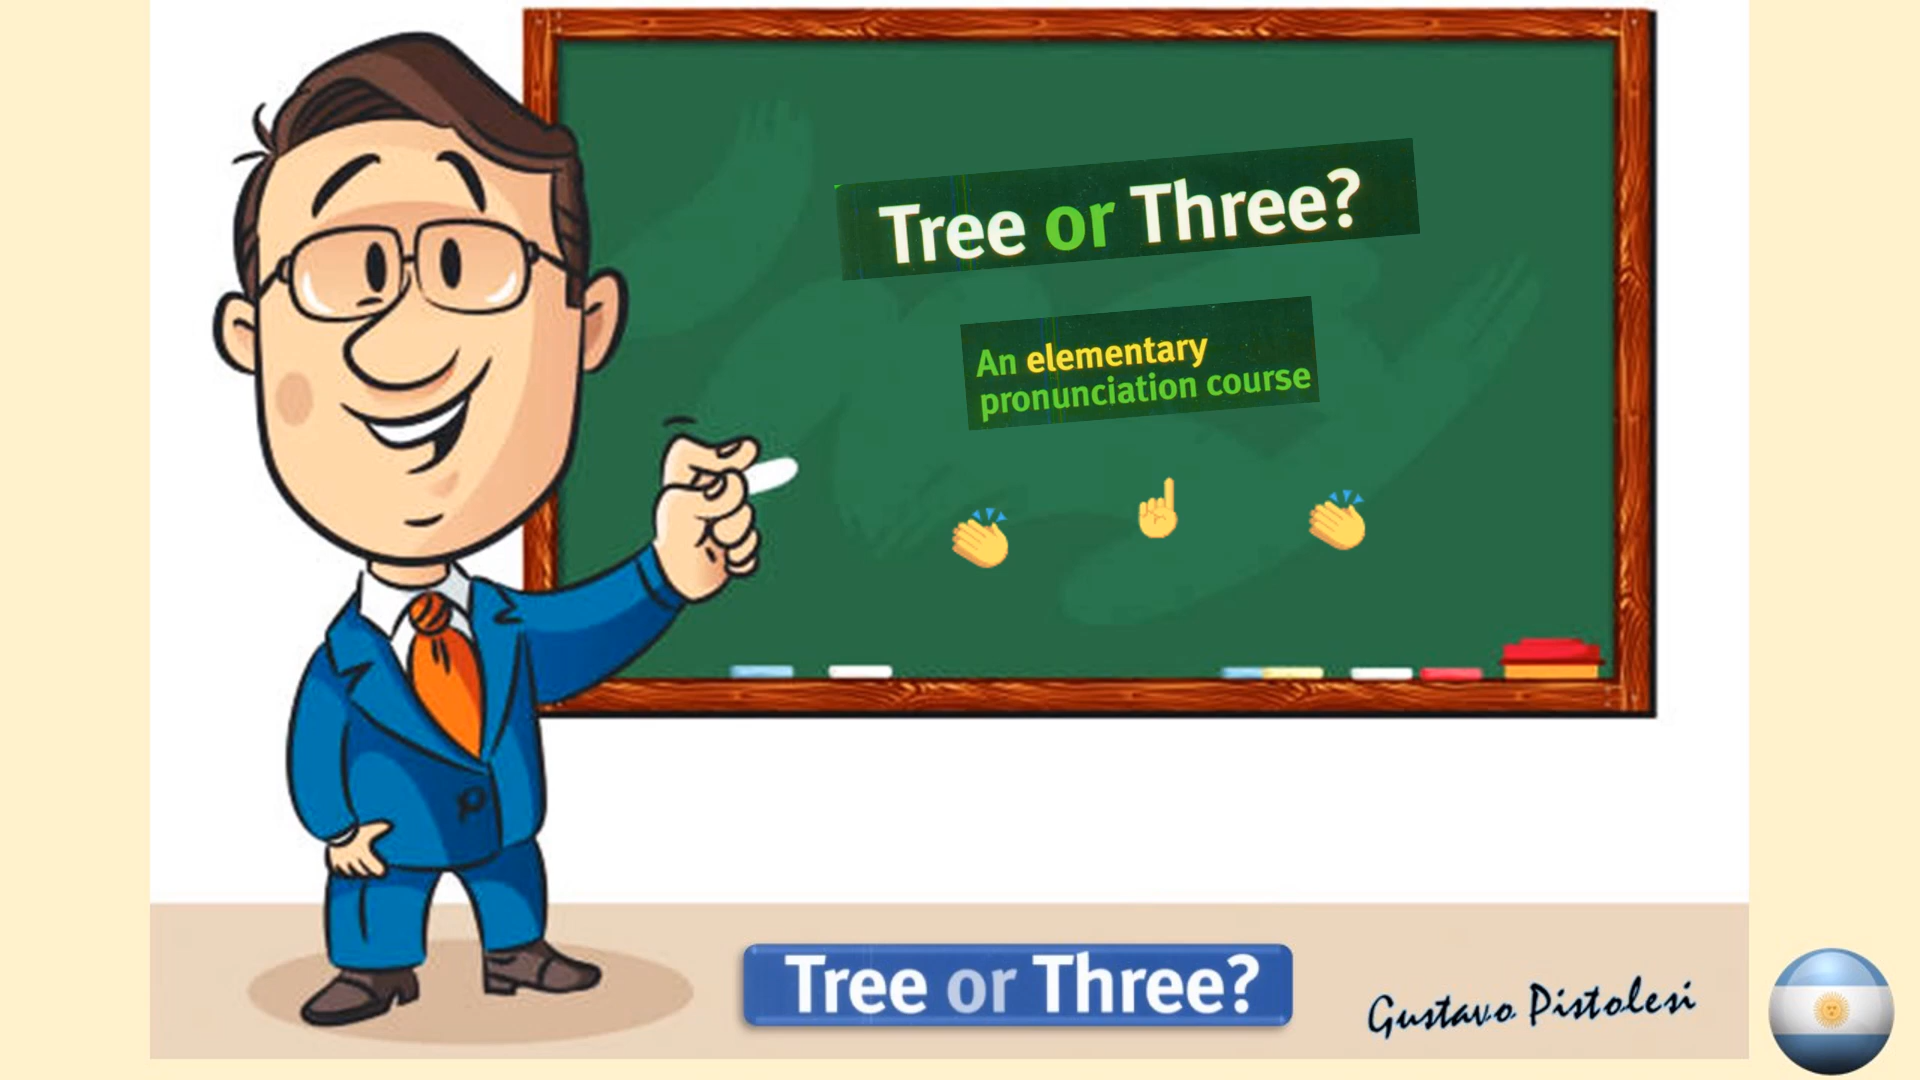 Tree or Three?
An elementary
pronunciation course
Tree or Three?
Gustavo Pistolesi